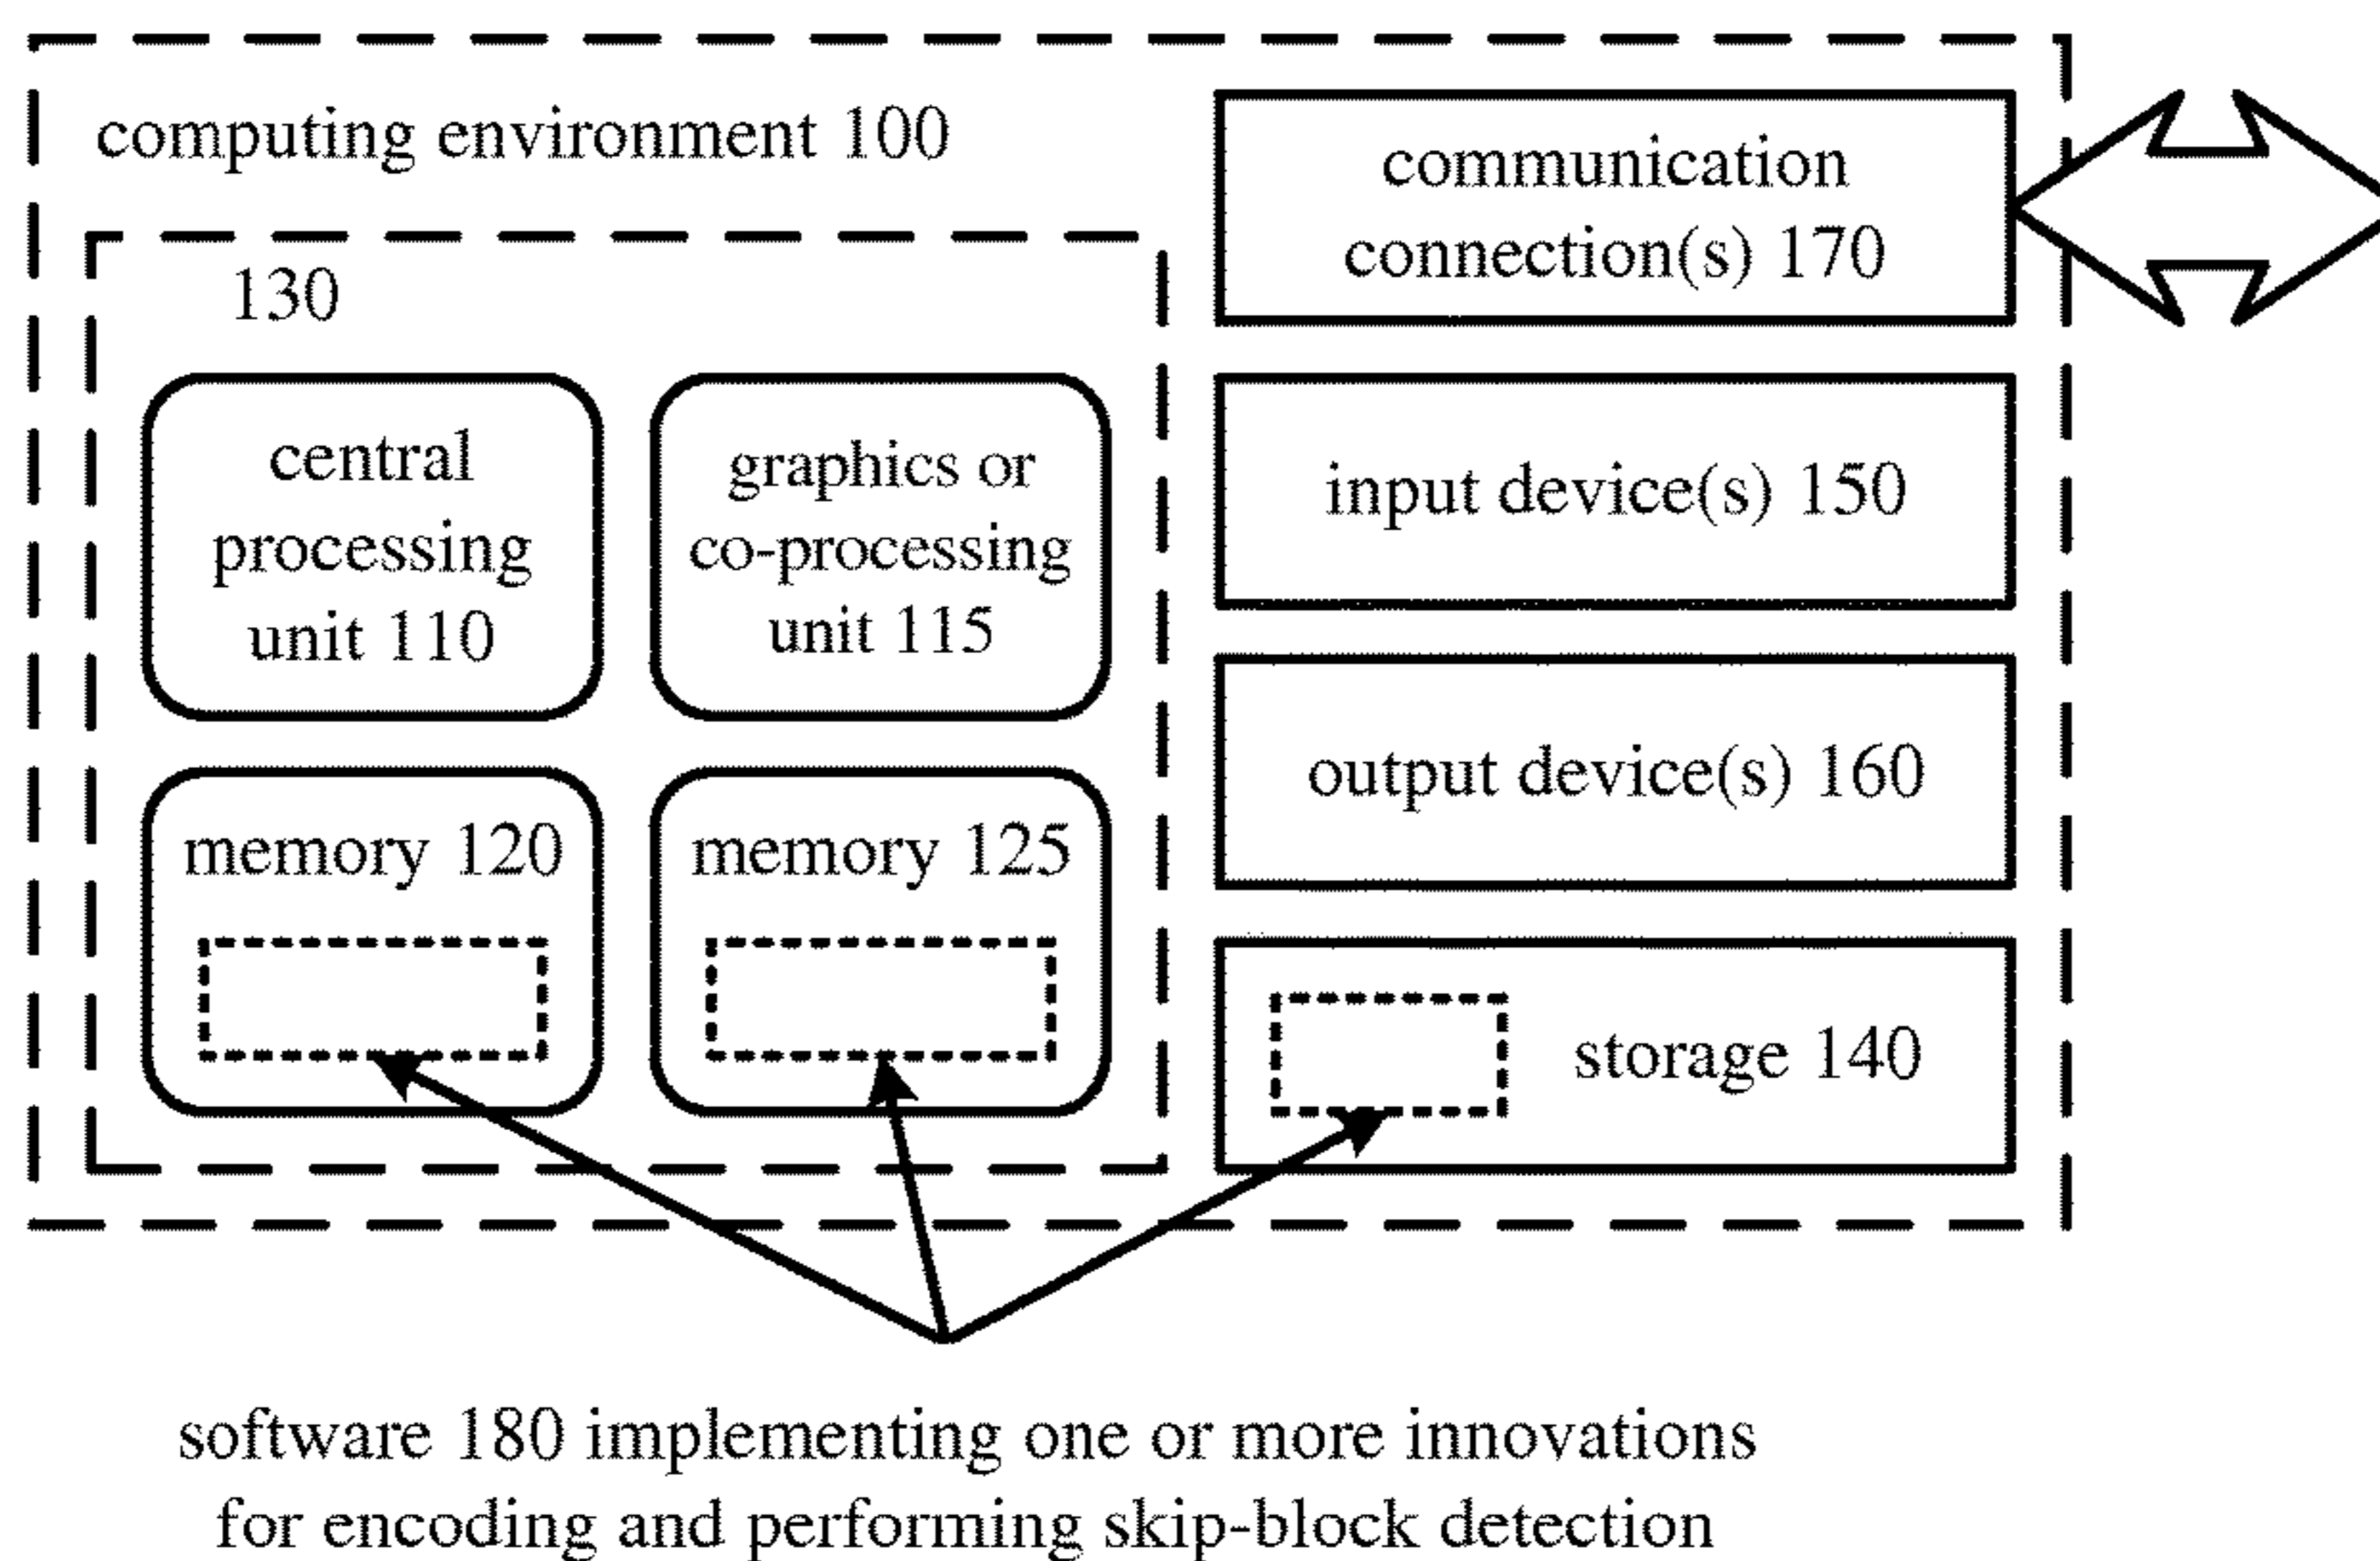 computing environment 100
130
central
processing
unit 110
graphics or
co-processing
unit 115
memory 120
memory 125
communication
connection(s) 170
input device(s) 150
output device(s) 160
storage 140
software 180 implementing one or more innovations
for encoding and performing skip-block detection